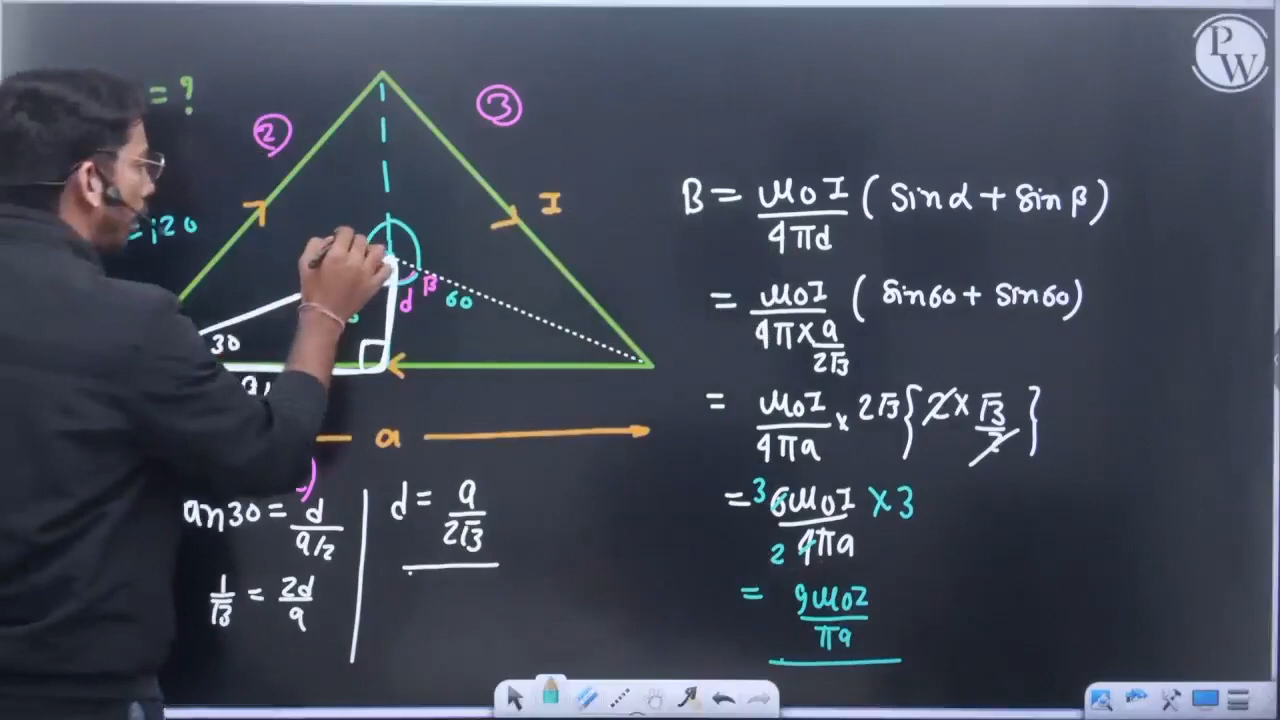 PW
= ?
②
③
I
= 120
β
d
60
30
a
an30 = d/(a/2)
1/√3 = 2d/a
d = a/(2√3)
B = μ₀I/(4πd) (Sinα + Sinβ)
= μ₀I/(4π×a/(2√3)) (Sin60 + Sin60)
= μ₀I/(4πa) × 2√3 {2 × √3/2}
= 3 6μ₀I/(2 4πa) × 3
= 9μ₀I/(πa)